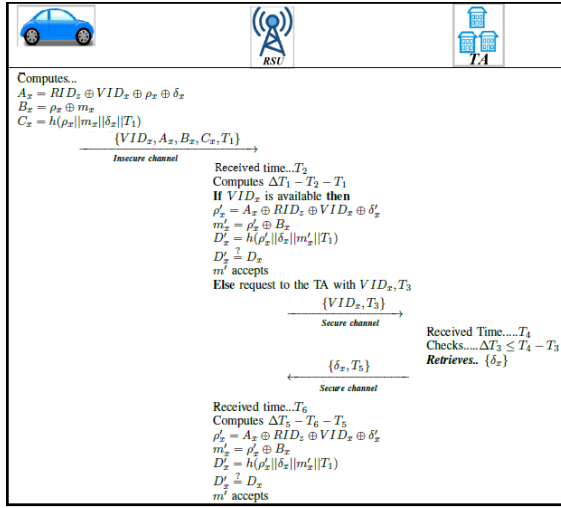 RSU
TA
Computes...
A_x = RID_z ⊕ VID_x ⊕ ρ_x ⊕ δ_x
B_x = ρ_x ⊕ m_x
C_x = h(ρ_x||m_x||δ_x||T_1)
{VID_x, A_x, B_x, C_x, T_1}
Insecure channel
Received time...T_2
Computes ΔT_1 − T_2 − T_1
If VID_x is available then
ρ'_x = A_x ⊕ RID_z ⊕ VID_x ⊕ δ'_x
m'_x = ρ'_x ⊕ B_x
D'_x = h(ρ'_x||δ_x||m'_x||T_1)
D'_x ≟ D_x
m' accepts
Else request to the TA with VID_x, T_3
{VID_x, T_3}
Secure channel
Received Time.....T_4
Checks.....ΔT_3 ≤ T_4 − T_3
Retrieves.. {δ_x}
{δ_x, T_5}
Secure channel
Received time...T_6
Computes ΔT_5 − T_6 − T_5
ρ'_x = A_x ⊕ RID_z ⊕ VID_x ⊕ δ'_x
m'_x = ρ'_x ⊕ B_x
D'_x = h(ρ'_x||δ_x||m'_x||T_1)
D'_x ≟ D_x
m' accepts